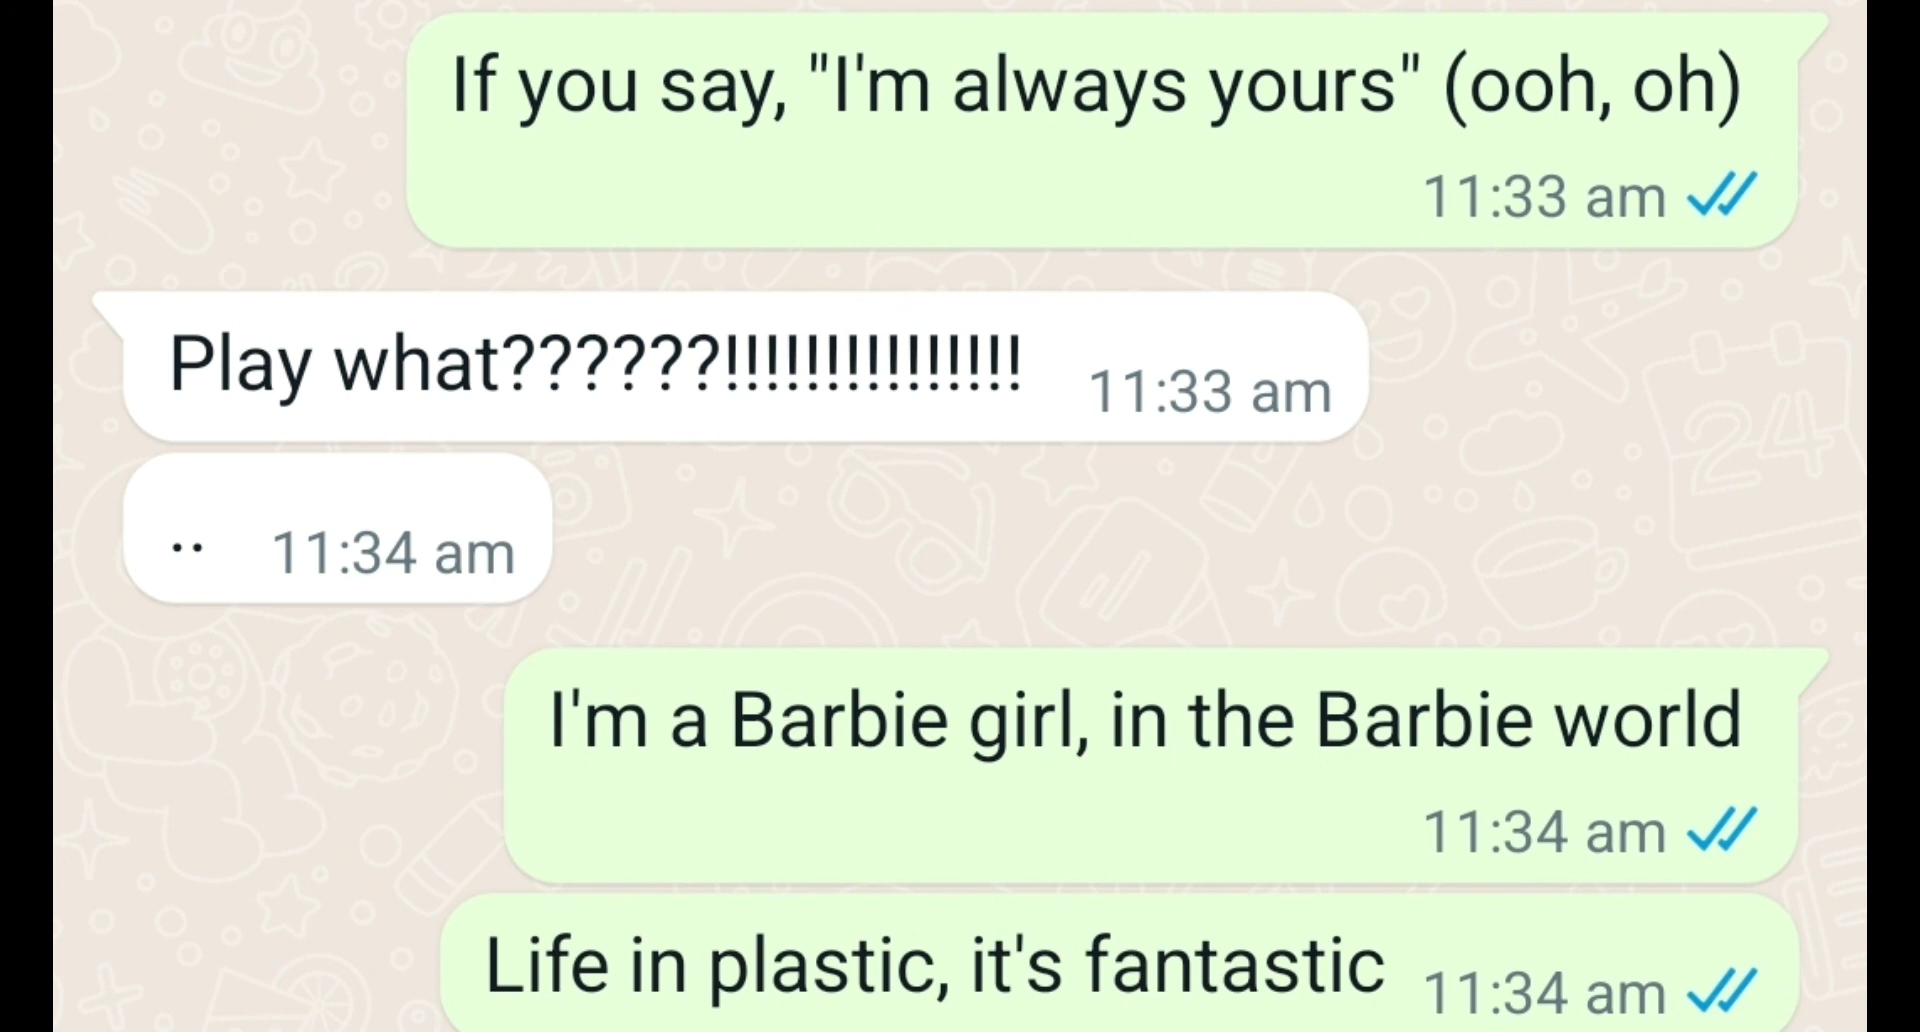 If you say, "I'm always yours" (ooh, oh)
11:33 am
Play what??????!!!!!!!!!!!!!!! 11:33 am
.. 11:34 am
I'm a Barbie girl, in the Barbie world
11:34 am
Life in plastic, it's fantastic 11:34 am